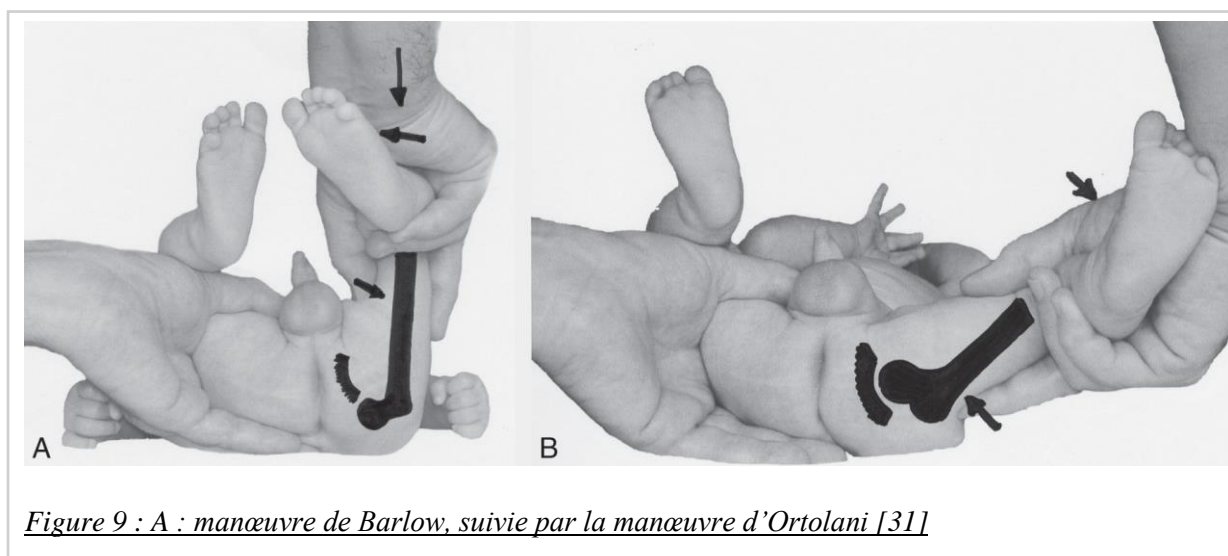 A
B
Figure 9 : A : manœuvre de Barlow, suivie par la manœuvre d’Ortolani [31]